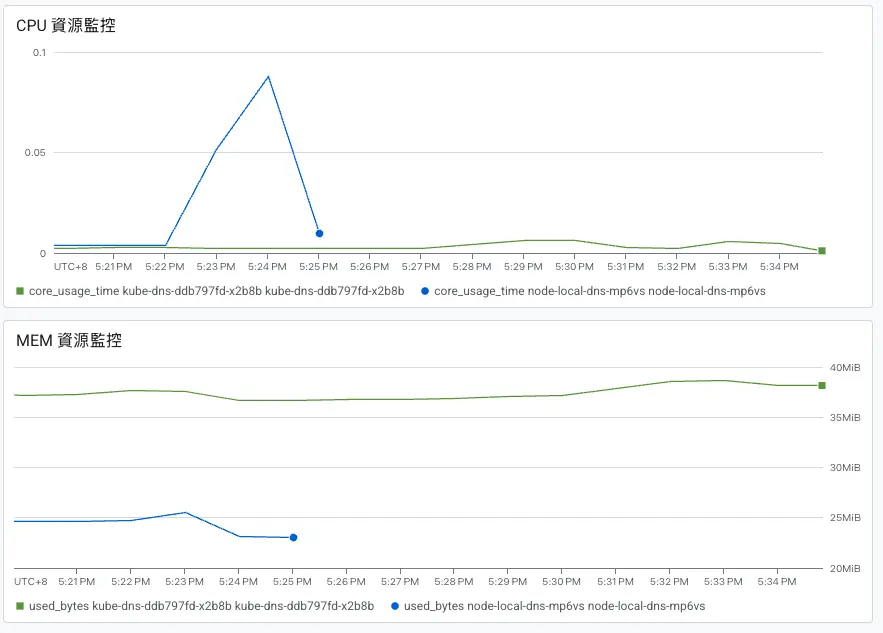 CPU 資源監控
0.1
0.05
0
UTC+8 5:21 PM 5:22 PM 5:23 PM 5:24 PM 5:25 PM 5:26 PM 5:27 PM 5:28 PM 5:29 PM 5:30 PM 5:31 PM 5:32 PM 5:33 PM 5:34 PM
core_usage_time kube-dns-ddb797fd-x2b8b kube-dns-ddb797fd-x2b8b core_usage_time node-local-dns-mp6vs node-local-dns-mp6vs
MEM 資源監控
40MiB
35MiB
30MiB
25MiB
20MiB
UTC+8 5:21 PM 5:22 PM 5:23 PM 5:24 PM 5:25 PM 5:26 PM 5:27 PM 5:28 PM 5:29 PM 5:30 PM 5:31 PM 5:32 PM 5:33 PM 5:34 PM
used_bytes kube-dns-ddb797fd-x2b8b kube-dns-ddb797fd-x2b8b used_bytes node-local-dns-mp6vs node-local-dns-mp6vs